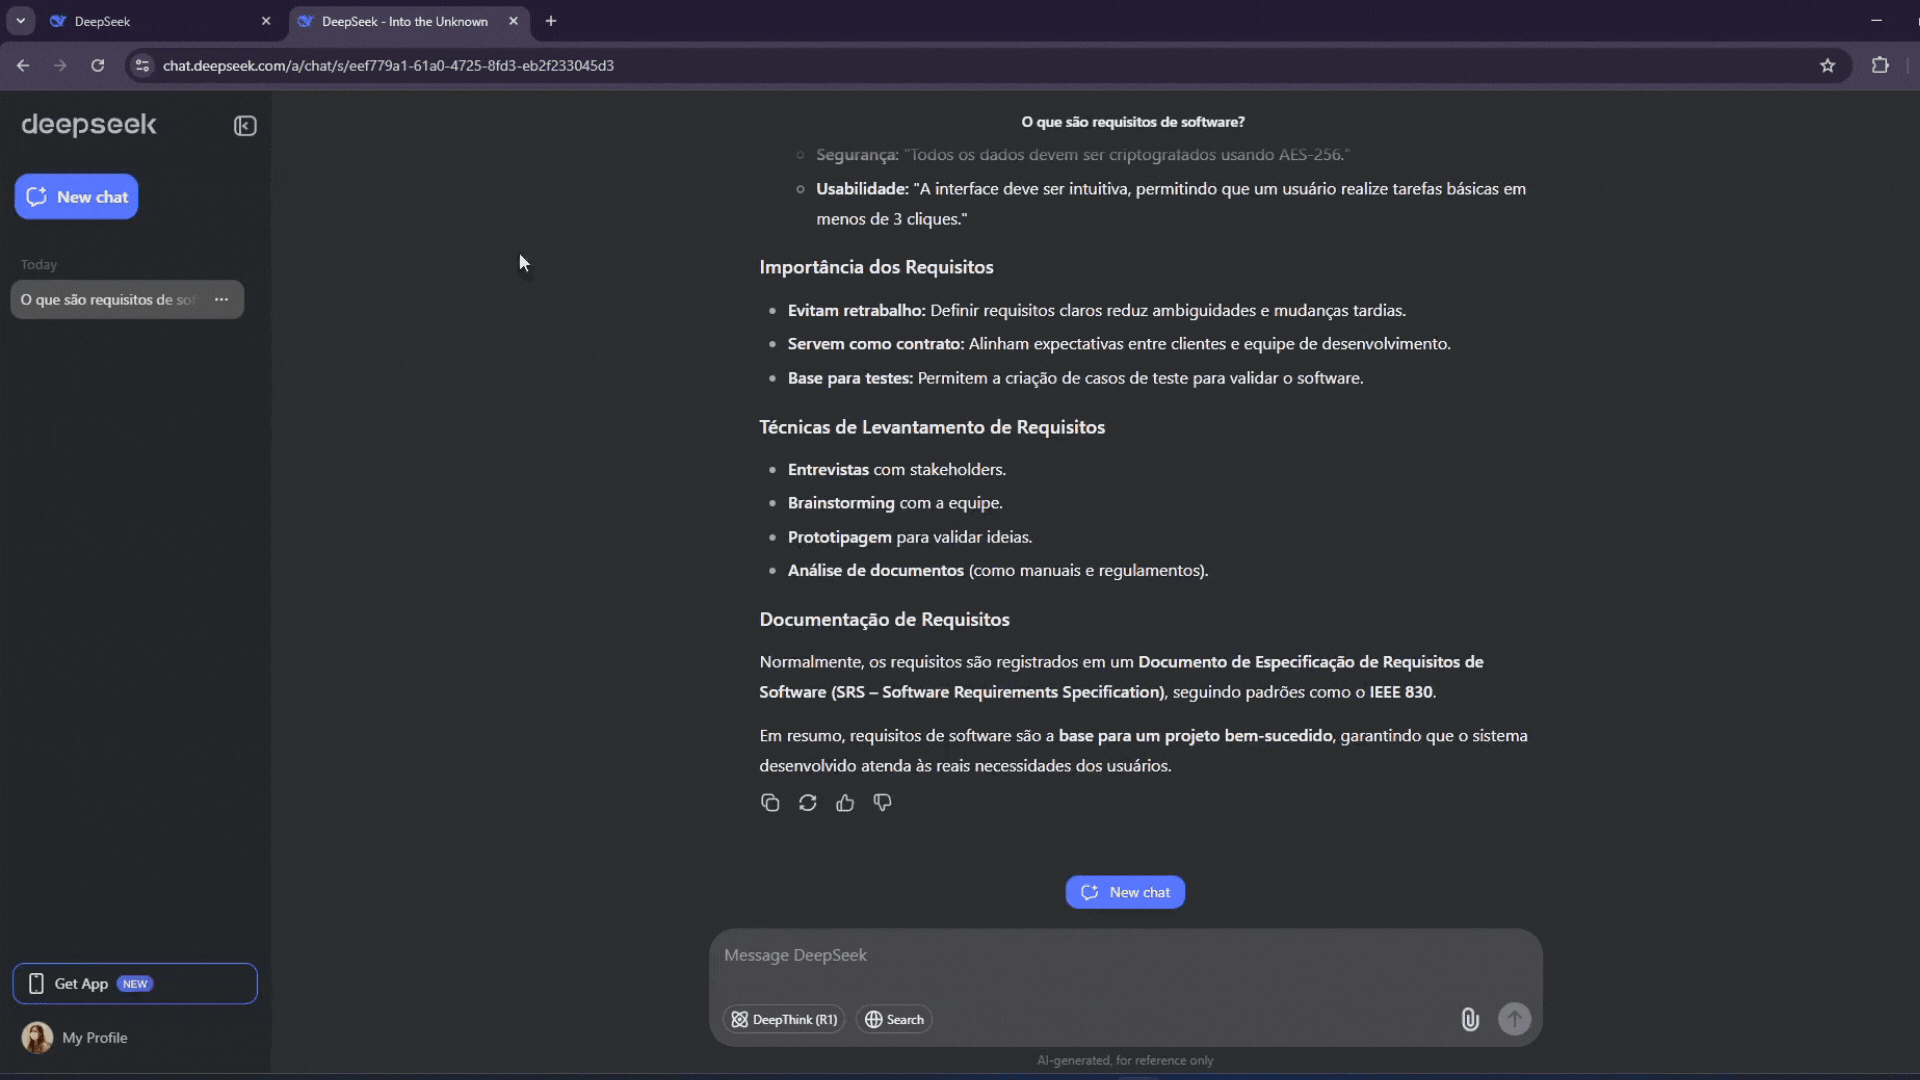 DeepSeek
DeepSeek - Into the Unknown
chat.deepseek.com/a/chat/s/eef779a1-61a0-4725-8fd3-eb2f233045d3
deepseek
New chat
Today
O que são requisitos de sof
Get App NEW
My Profile
O que são requisitos de software?
Segurança: "Todos os dados devem ser criptografados usando AES-256."
Usabilidade: "A interface deve ser intuitiva, permitindo que um usuário realize tarefas básicas em
menos de 3 cliques."
Importância dos Requisitos
Evitam retrabalho: Definir requisitos claros reduz ambiguidades e mudanças tardias.
Servem como contrato: Alinham expectativas entre clientes e equipe de desenvolvimento.
Base para testes: Permitem a criação de casos de teste para validar o software.
Técnicas de Levantamento de Requisitos
Entrevistas com stakeholders.
Brainstorming com a equipe.
Prototipagem para validar ideias.
Análise de documentos (como manuais e regulamentos).
Documentação de Requisitos
Normalmente, os requisitos são registrados em um Documento de Especificação de Requisitos de
Software (SRS – Software Requirements Specification), seguindo padrões como o IEEE 830.
Em resumo, requisitos de software são a base para um projeto bem-sucedido, garantindo que o sistema
desenvolvido atenda às reais necessidades dos usuários.
New chat
Message DeepSeek
DeepThink (R1)
Search
AI-generated, for reference only